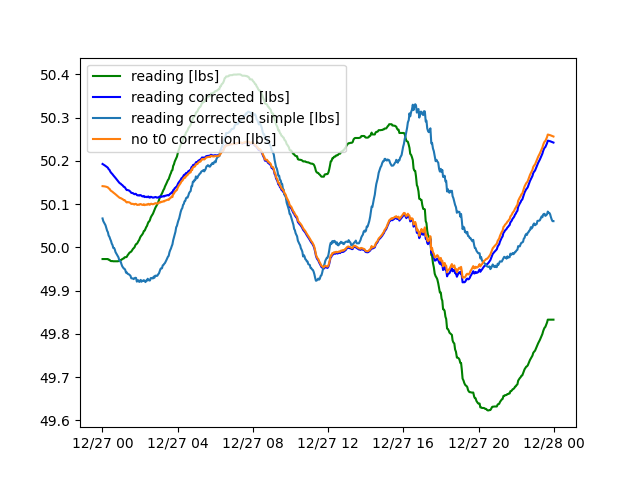 50.4
50.3
50.2
50.1
50.0
49.9
49.8
49.7
49.6
reading [lbs]
reading corrected [lbs]
reading corrected simple [lbs]
no t0 correction [lbs]
12/27 00 12/27 04 12/27 08 12/27 12 12/27 16 12/27 20 12/28 00